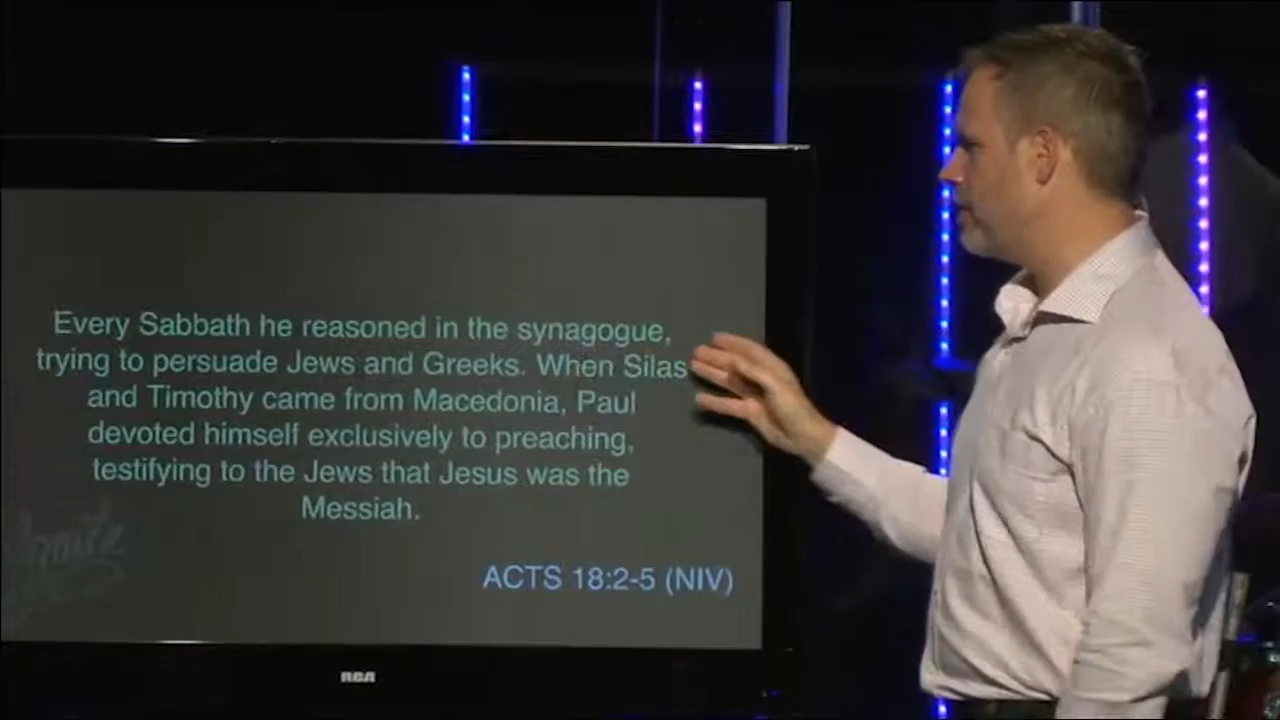 Every Sabbath he reasoned in the synagogue,
trying to persuade Jews and Greeks. When Silas
and Timothy came from Macedonia, Paul
devoted himself exclusively to preaching,
testifying to the Jews that Jesus was the
Messiah.
ACTS 18:2-5 (NIV)
RCA